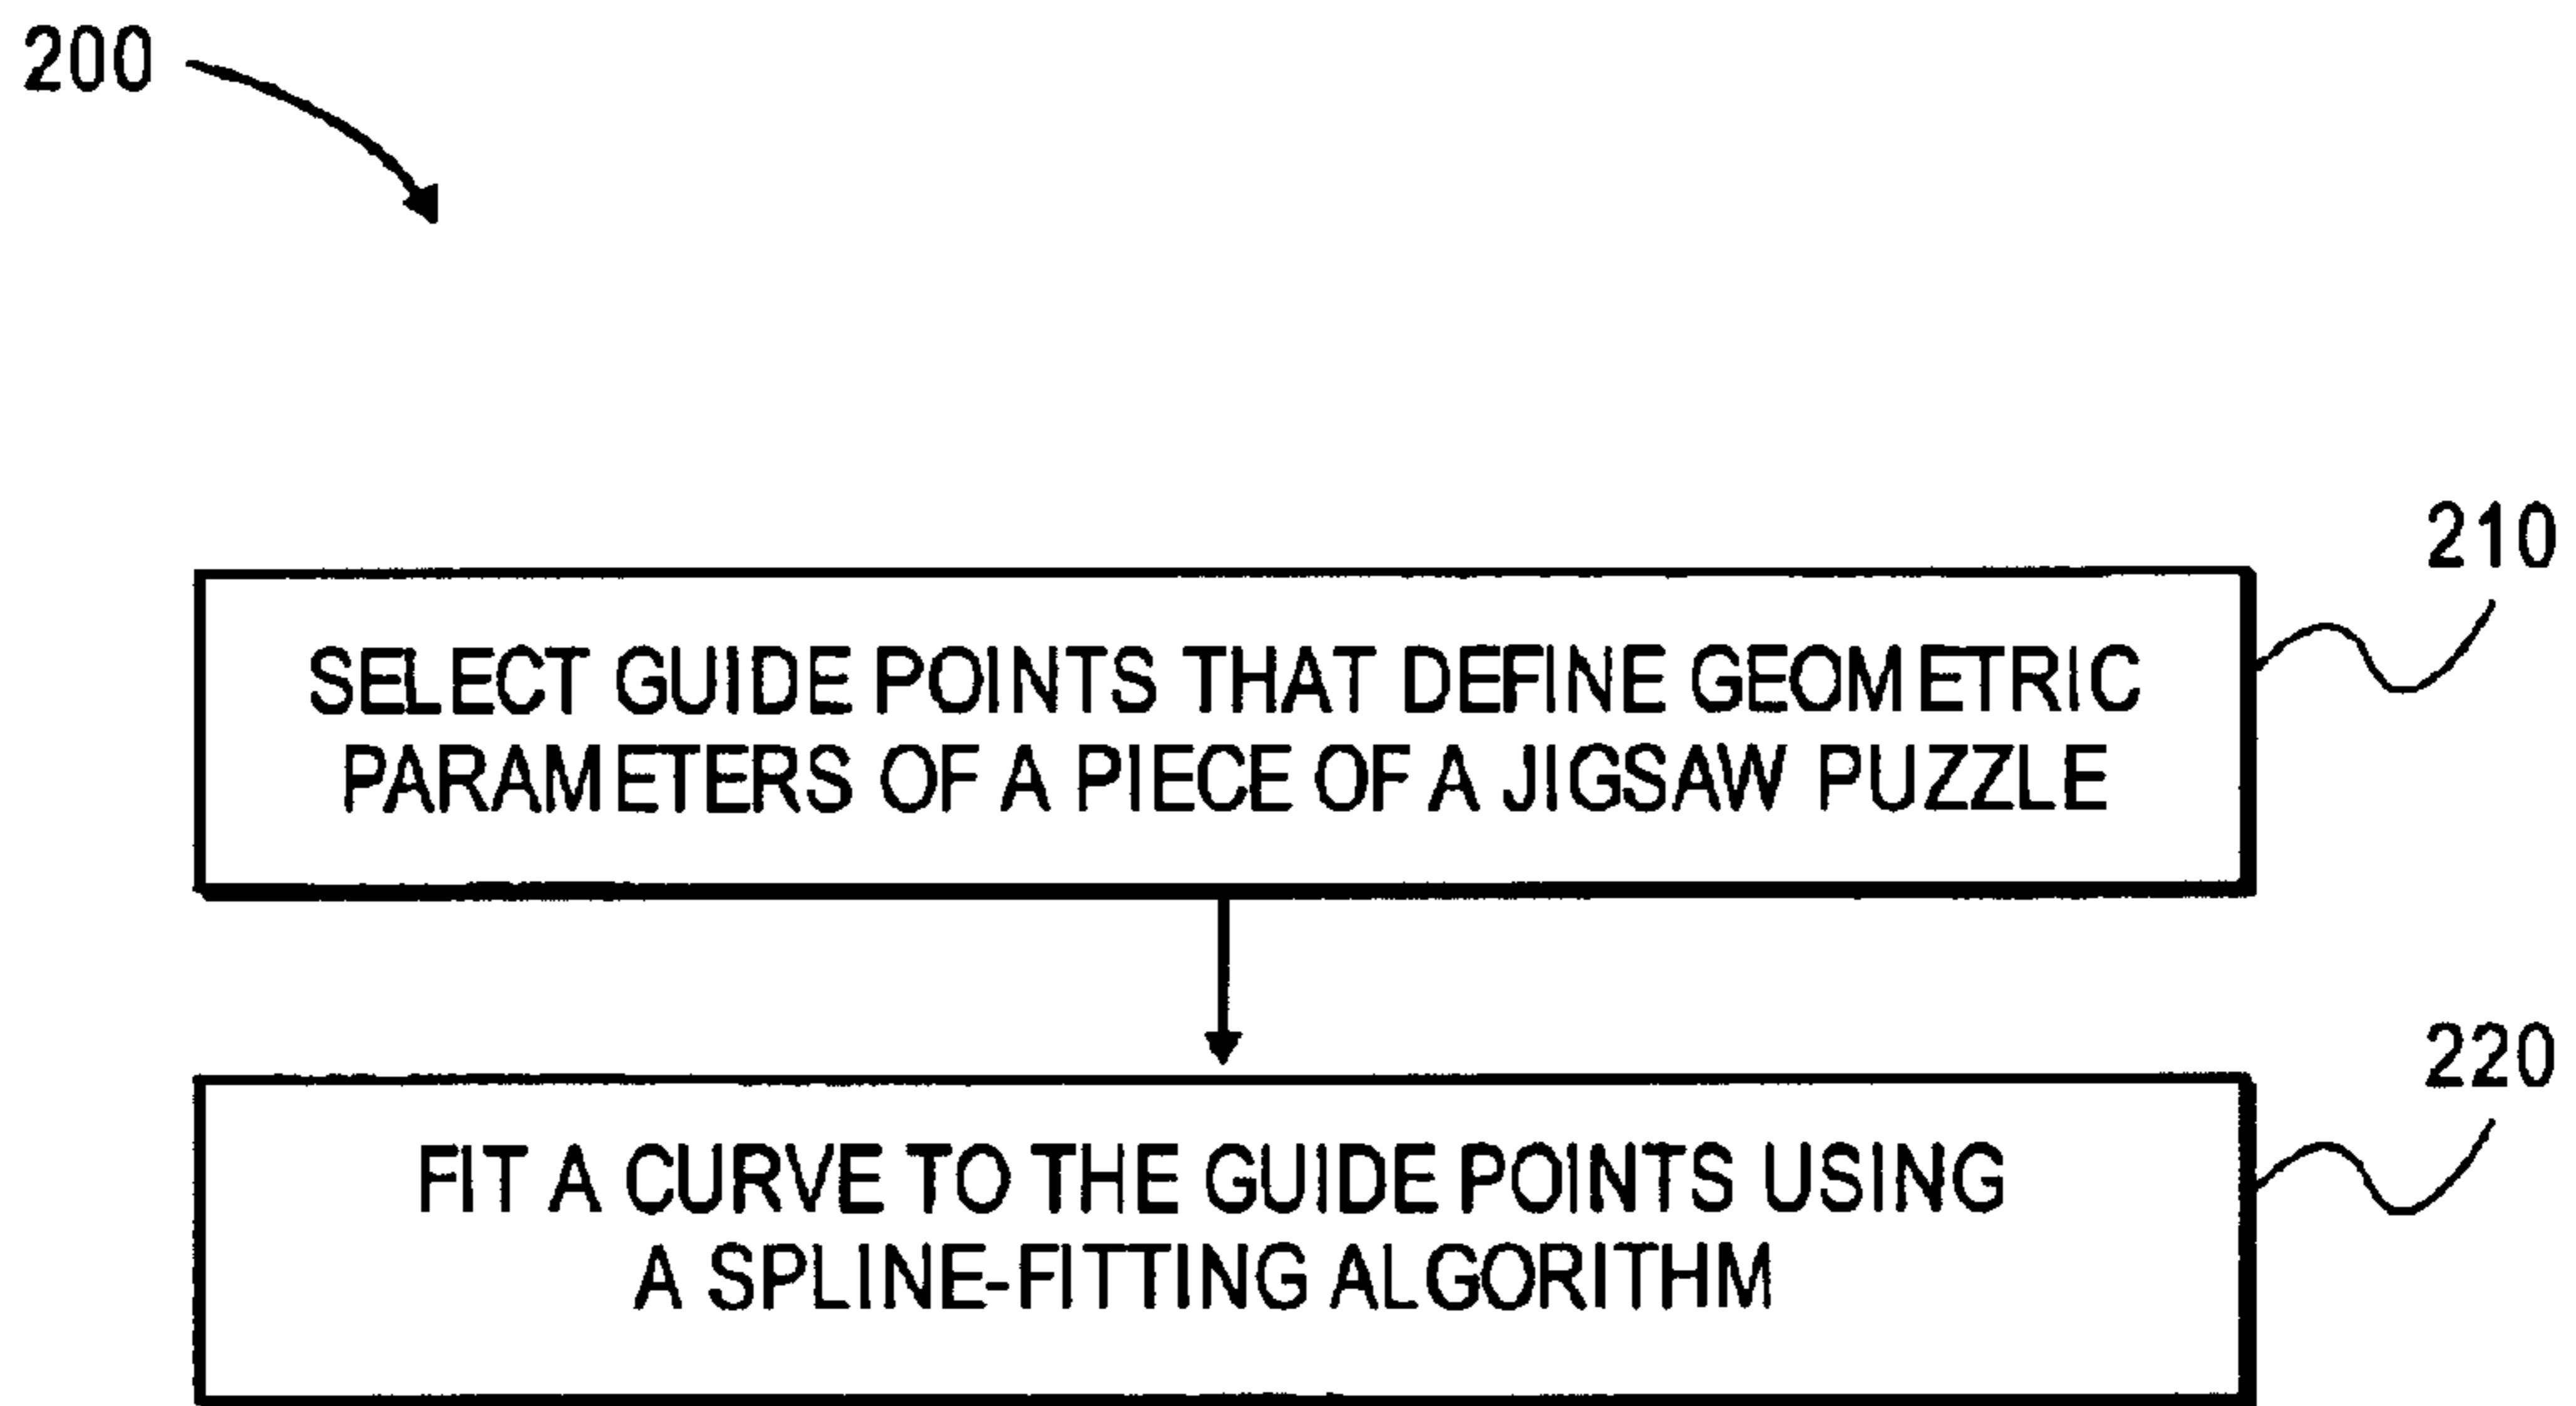 200
210
SELECT GUIDE POINTS THAT DEFINE GEOMETRIC
PARAMETERS OF A PIECE OF A JIGSAW PUZZLE
220
FIT A CURVE TO THE GUIDE POINTS USING
A SPLINE-FITTING ALGORITHM